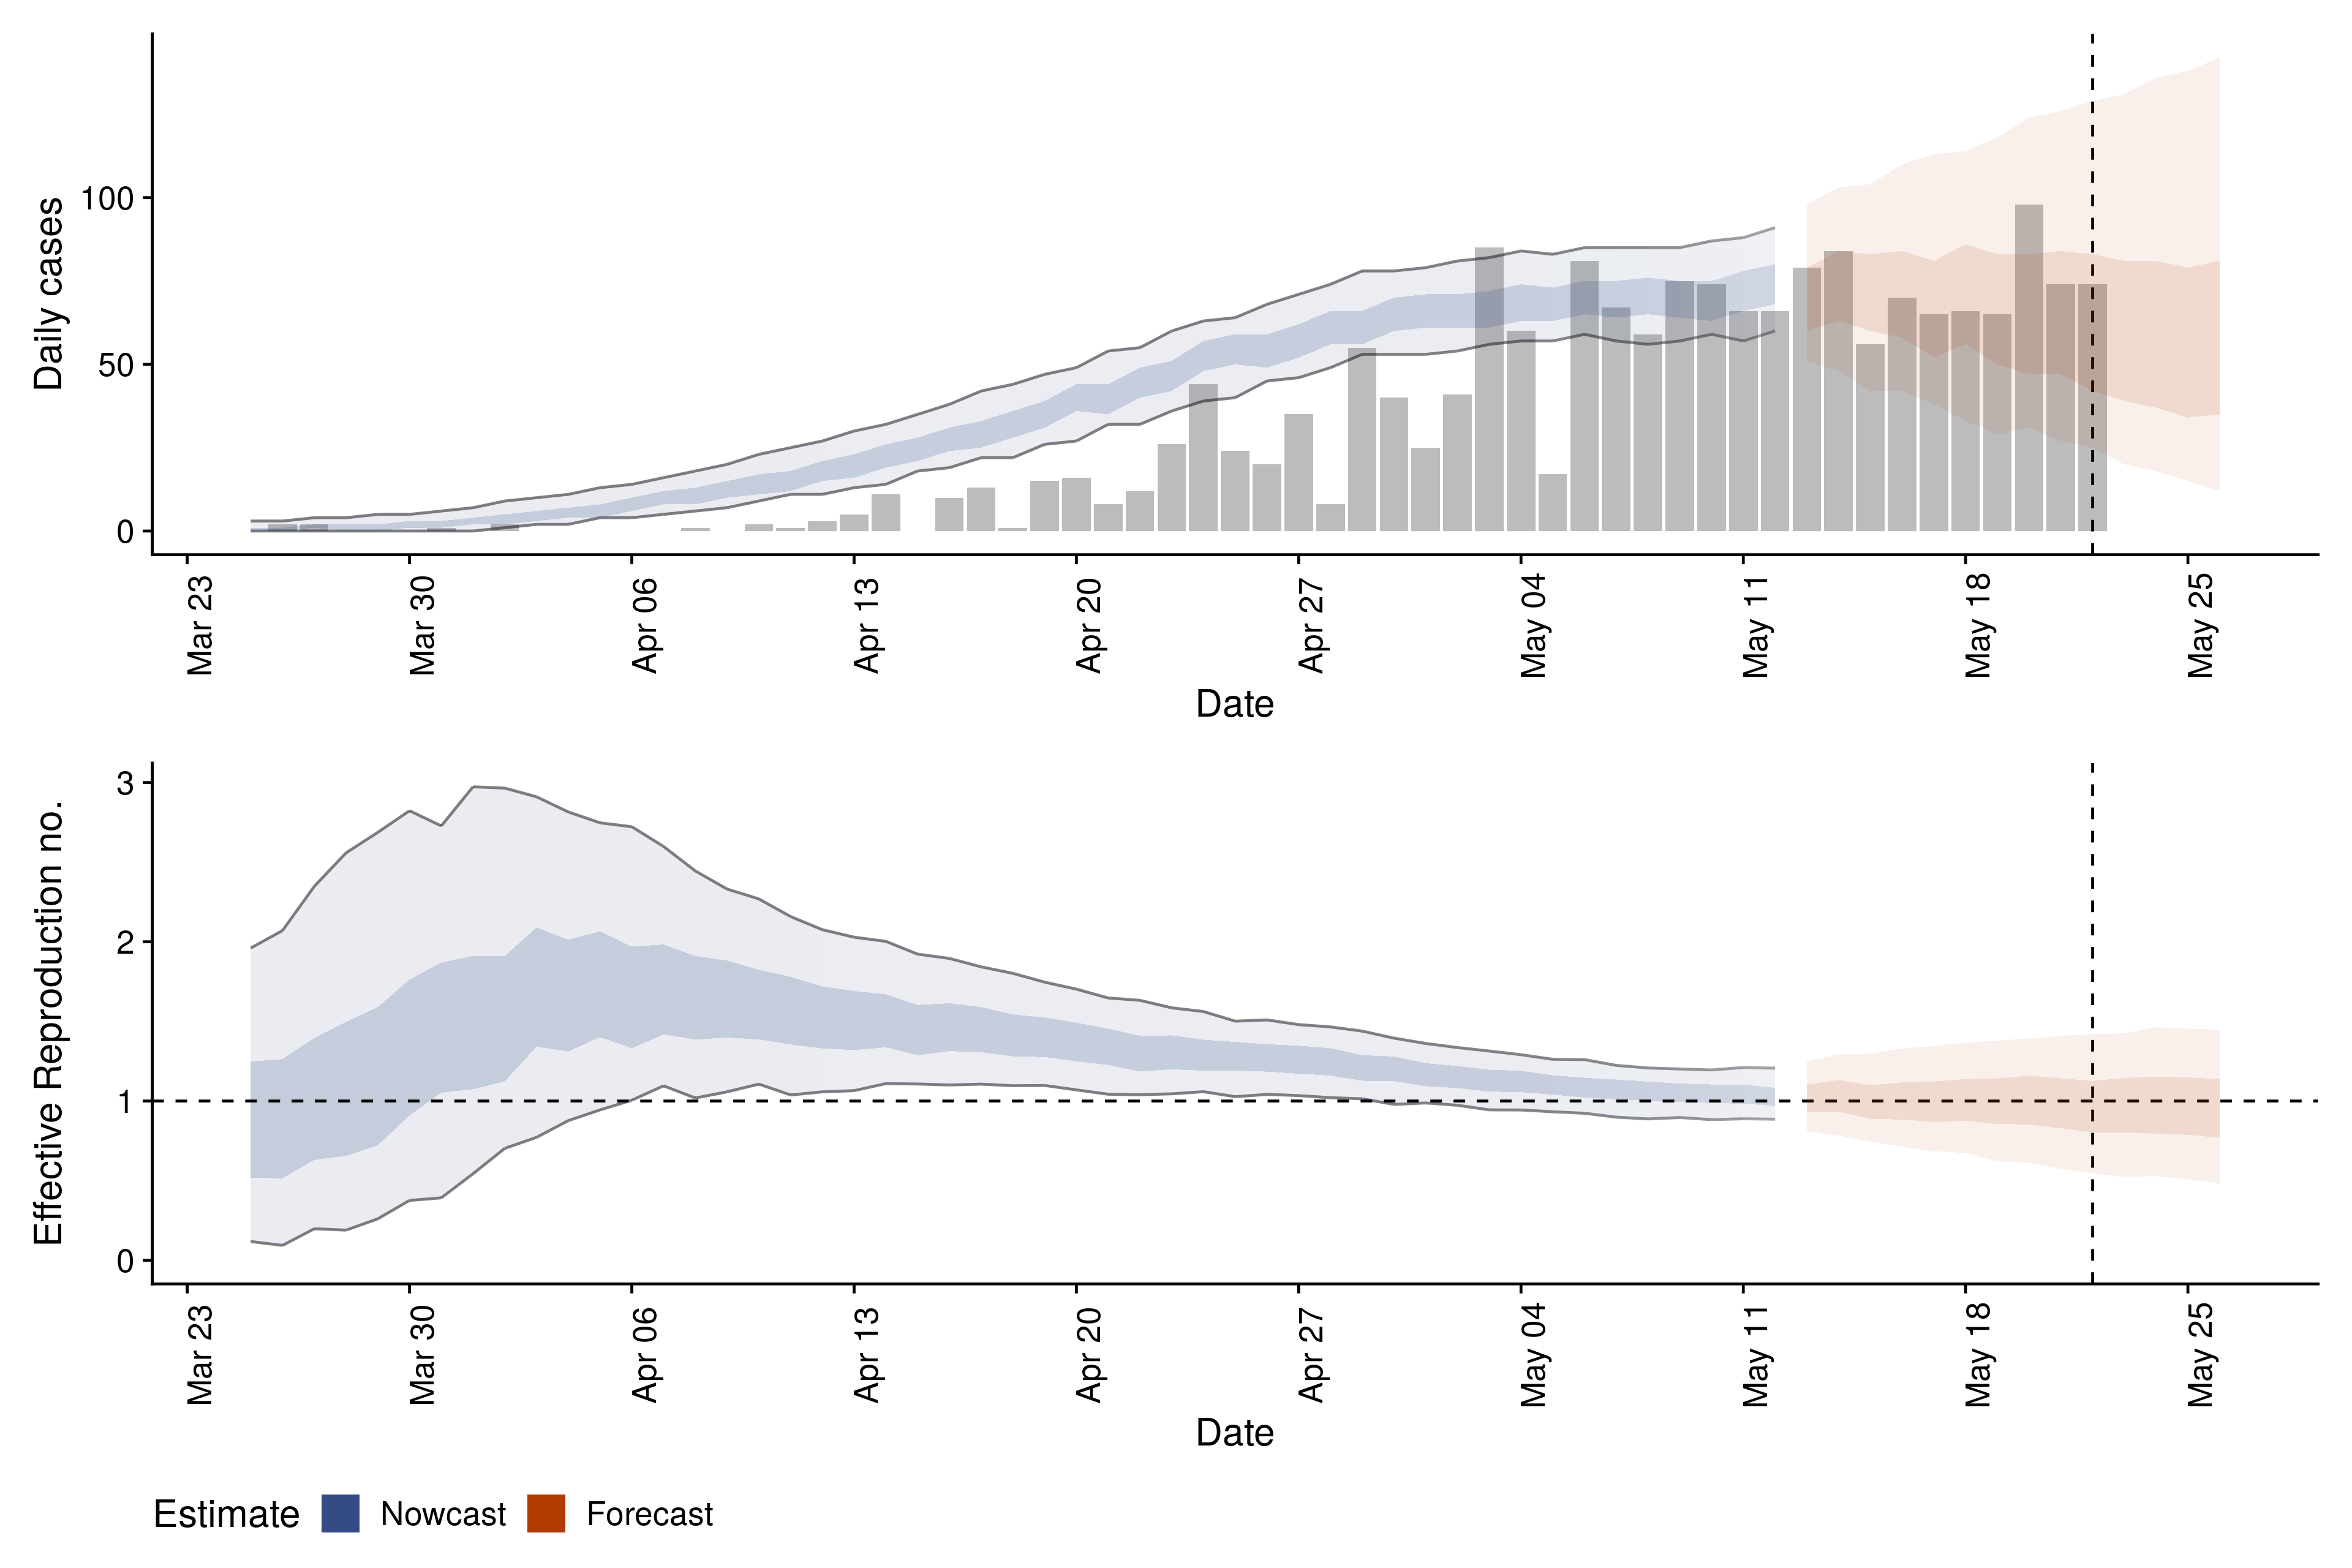 Daily cases
100
50
0
Mar 23 Mar 30 Apr 06 Apr 13 Apr 20 Apr 27 May 04 May 11 May 18 May 25
Date
Effective Reproduction no.
3
2
1
0
Mar 23 Mar 30 Apr 06 Apr 13 Apr 20 Apr 27 May 04 May 11 May 18 May 25
Date
Estimate Nowcast Forecast